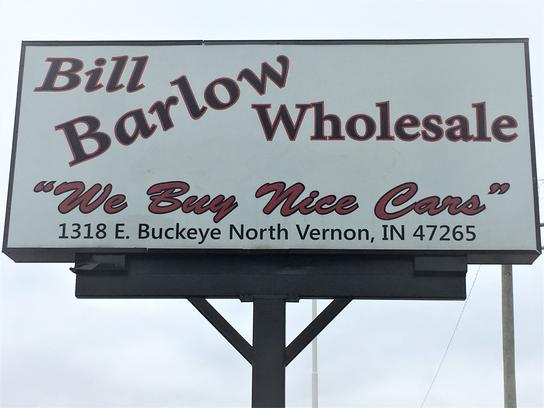 Bill
Barlow
Wholesale
“We Buy Nice Cars”
1318 E. Buckeye North Vernon, IN 47265